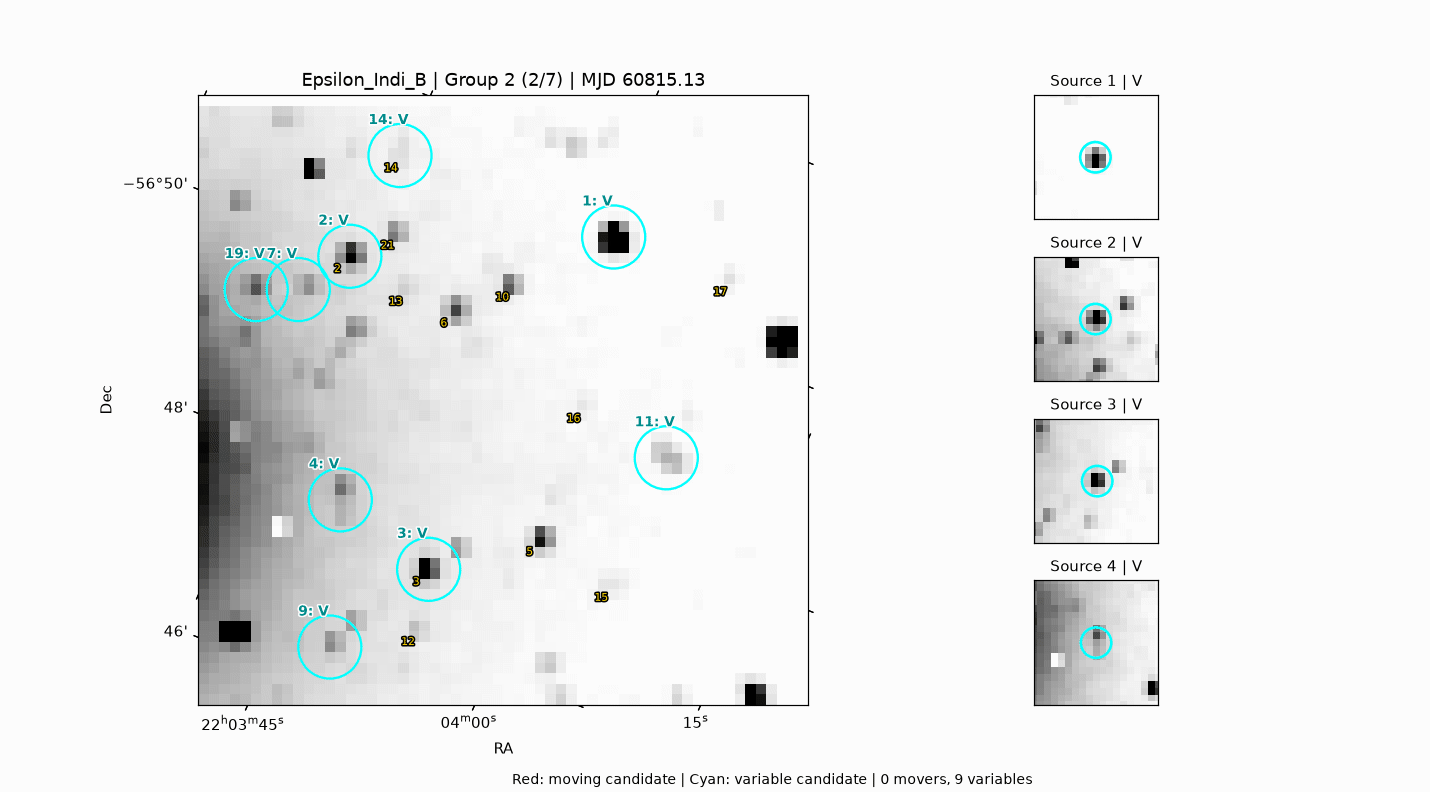 Epsilon_Indi_B | Group 2 (2/7) | MJD 60815.13
Source 1 | V
14: V
14
−56°50'
1: V
2: V
21
Source 2 | V
19: V
7: V
2
13
10
17
6
Source 3 | V
Dec
48'
16
11: V
4: V
3: V
5
Source 4 | V
3
15
9: V
46'
12
22h03m45s
04m00s
15s
RA
Red: moving candidate | Cyan: variable candidate | 0 movers, 9 variables